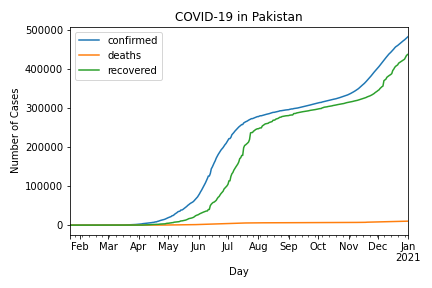 COVID-19 in Pakistan
500000
400000
300000
200000
100000
0
Number of Cases
confirmed
deaths
recovered
Feb Mar Apr May Jun Jul Aug Sep Oct Nov Dec Jan
2021
Day